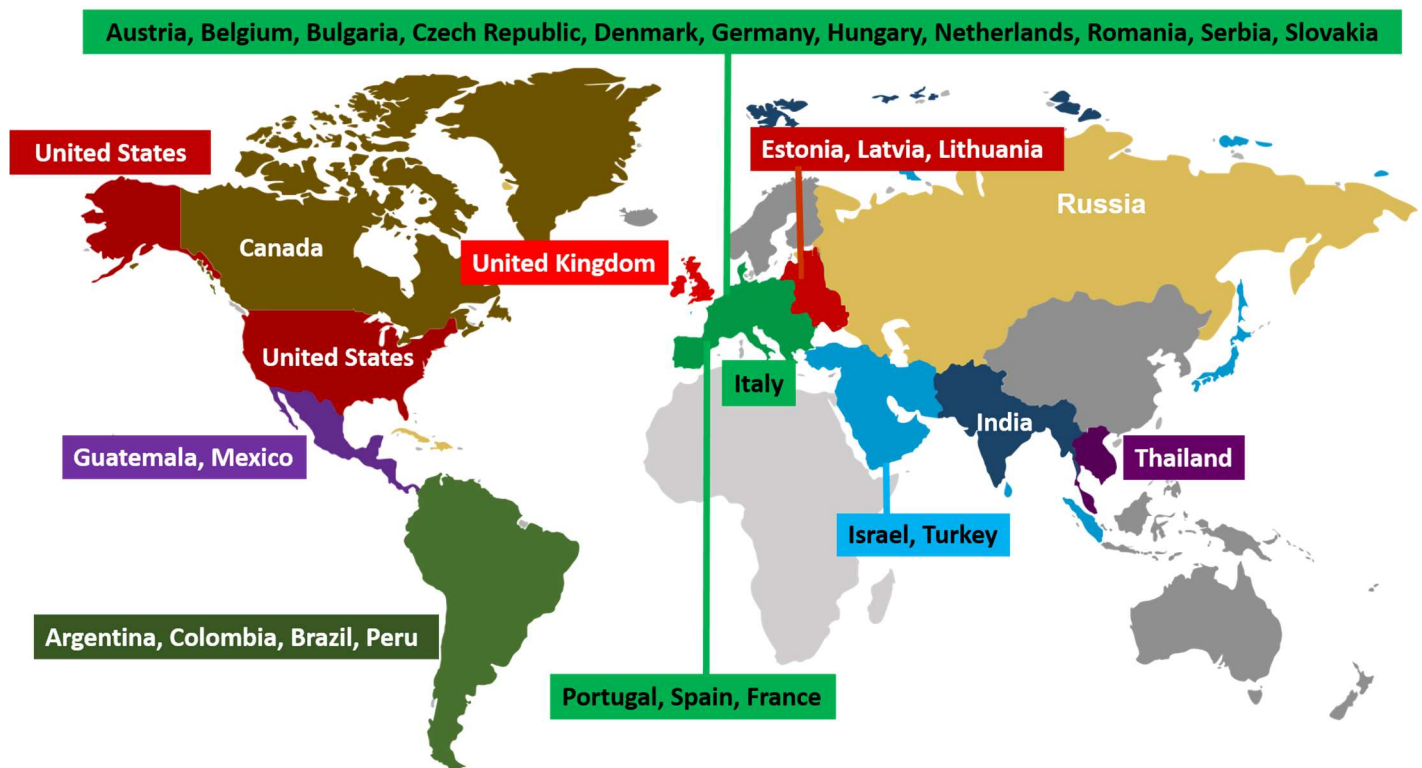 Austria, Belgium, Bulgaria, Czech Republic, Denmark, Germany, Hungary, Netherlands, Romania, Serbia, Slovakia
United States
Estonia, Latvia, Lithuania
Russia
Canada
United Kingdom
United States
Italy
India
Guatemala, Mexico
Thailand
Israel, Turkey
Argentina, Colombia, Brazil, Peru
Portugal, Spain, France